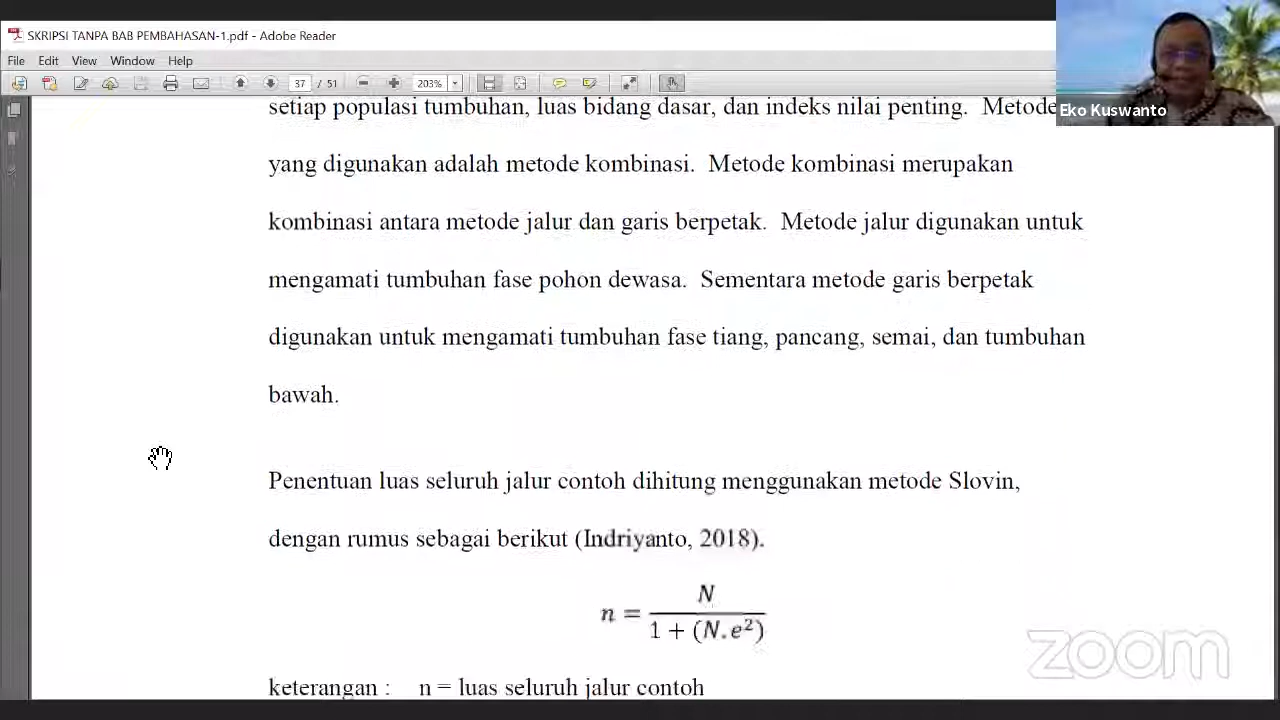 SKRIPSI TANPA BAB PEMBAHASAN-1.pdf - Adobe Reader
File Edit View Window Help
37 / 51 203%
Eko Kuswanto
setiap populasi tumbuhan, luas bidang dasar, dan indeks nilai penting. Metode
yang digunakan adalah metode kombinasi. Metode kombinasi merupakan
kombinasi antara metode jalur dan garis berpetak. Metode jalur digunakan untuk
mengamati tumbuhan fase pohon dewasa. Sementara metode garis berpetak
digunakan untuk mengamati tumbuhan fase tiang, pancang, semai, dan tumbuhan
bawah.
Penentuan luas seluruh jalur contoh dihitung menggunakan metode Slovin,
dengan rumus sebagai berikut (Indriyanto, 2018).
n = N / 1 + (N.e²)
keterangan : n = luas seluruh jalur contoh
zoom